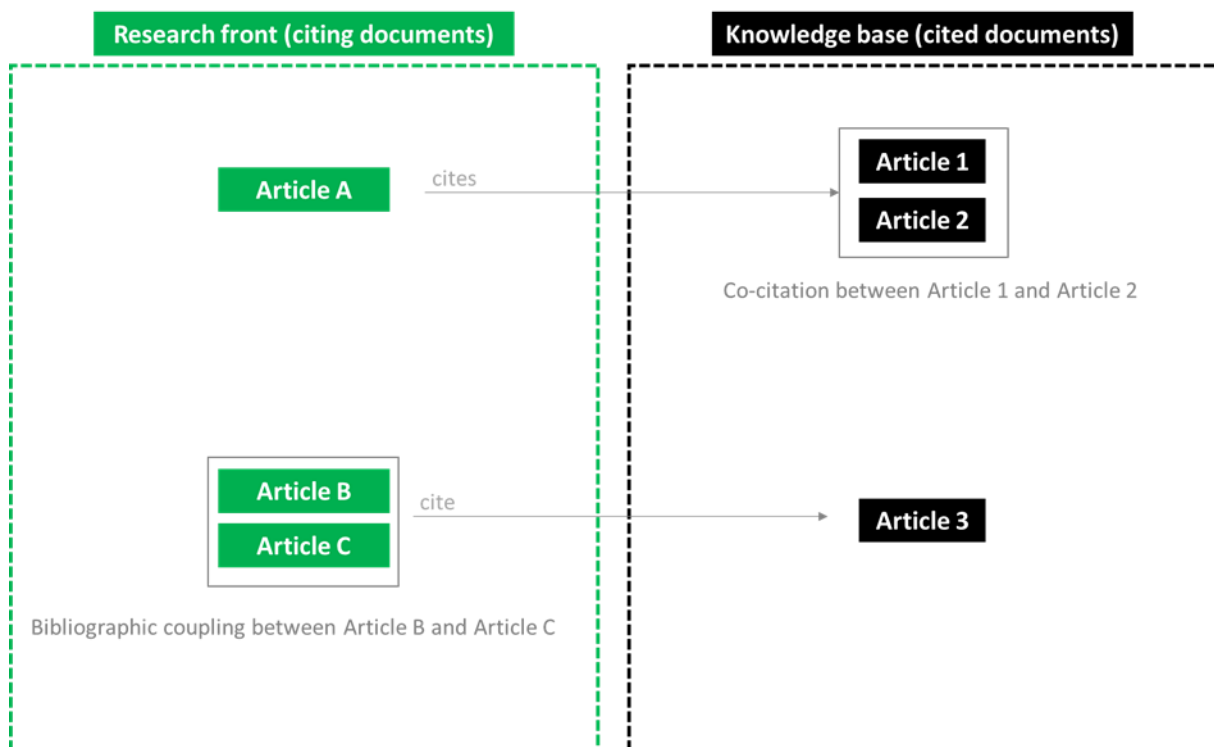 Research front (citing documents)
Knowledge base (cited documents)
Article A
cites
Article 1
Article 2
Co-citation between Article 1 and Article 2
Article B
Article C
cite
Article 3
Bibliographic coupling between Article B and Article C